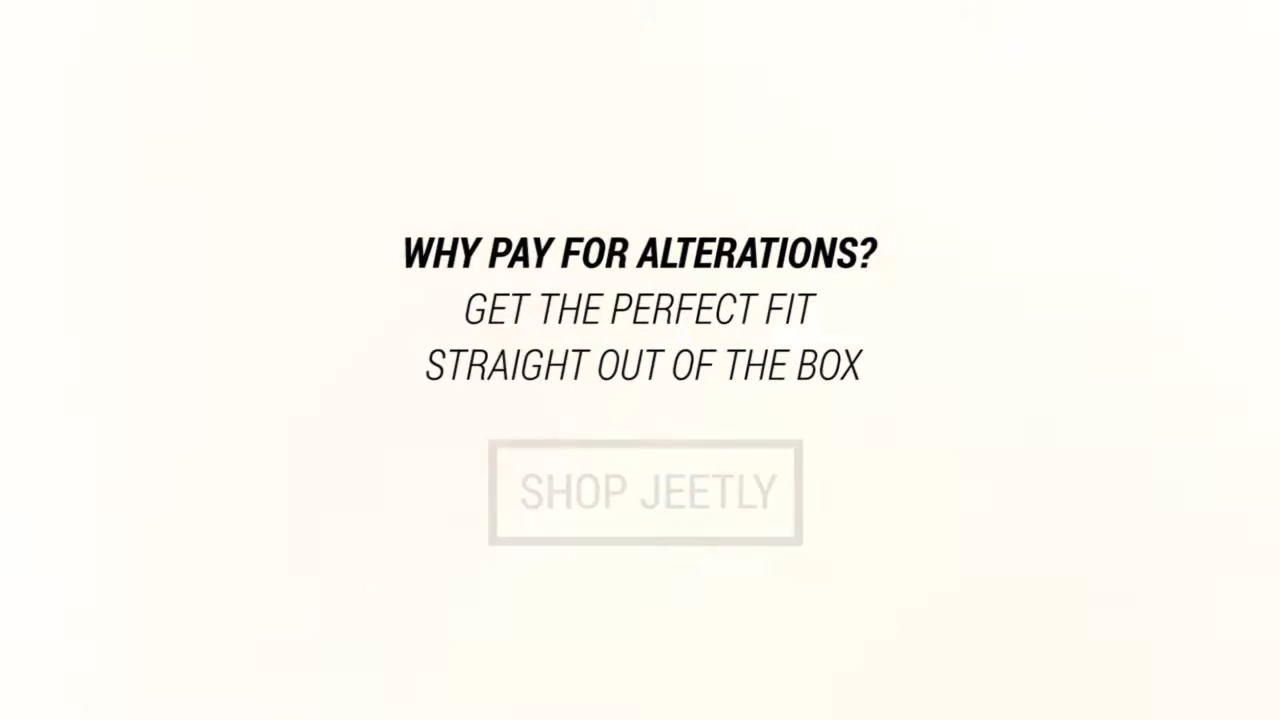 WHY PAY FOR ALTERATIONS?
GET THE PERFECT FIT
STRAIGHT OUT OF THE BOX
SHOP JEETLY